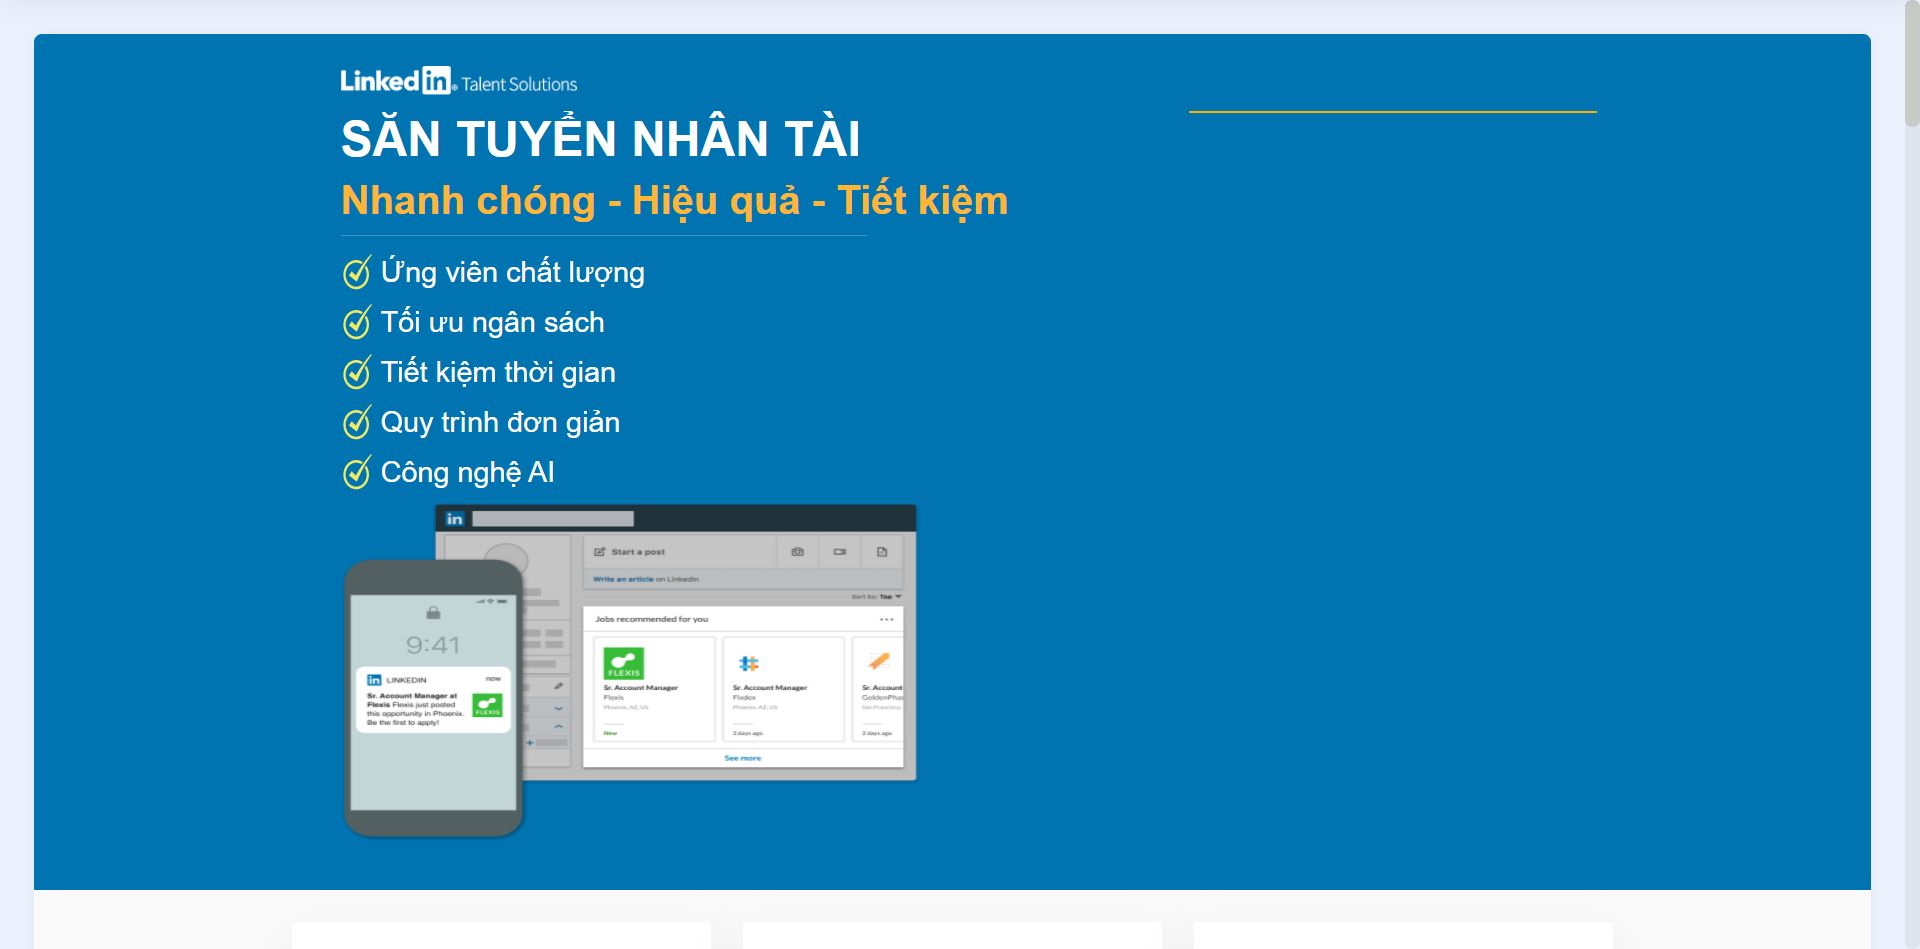 Linked in Talent Solutions
SĂN TUYỂN NHÂN TÀI
Nhanh chóng - Hiệu quả - Tiết kiệm
Ứng viên chất lượng
Tối ưu ngân sách
Tiết kiệm thời gian
Quy trình đơn giản
Công nghệ AI
in
Start a post
Write an article on LinkedIn
Sort by: Top
Jobs recommended for you
FLEXIS
Sr. Account Manager
Flexis
Phoenix, AZ, US
New
Sr. Account Manager
Fixdex
Phoenix, AZ, US
2 days ago
Sr. Account
GoldenPhas
San Francisco,
2 days ago
See more
9:41
in LINKEDIN now
Sr. Account Manager at
Flexis Flexis just posted
this opportunity in Phoenix.
Be the first to apply!
FLEXIS